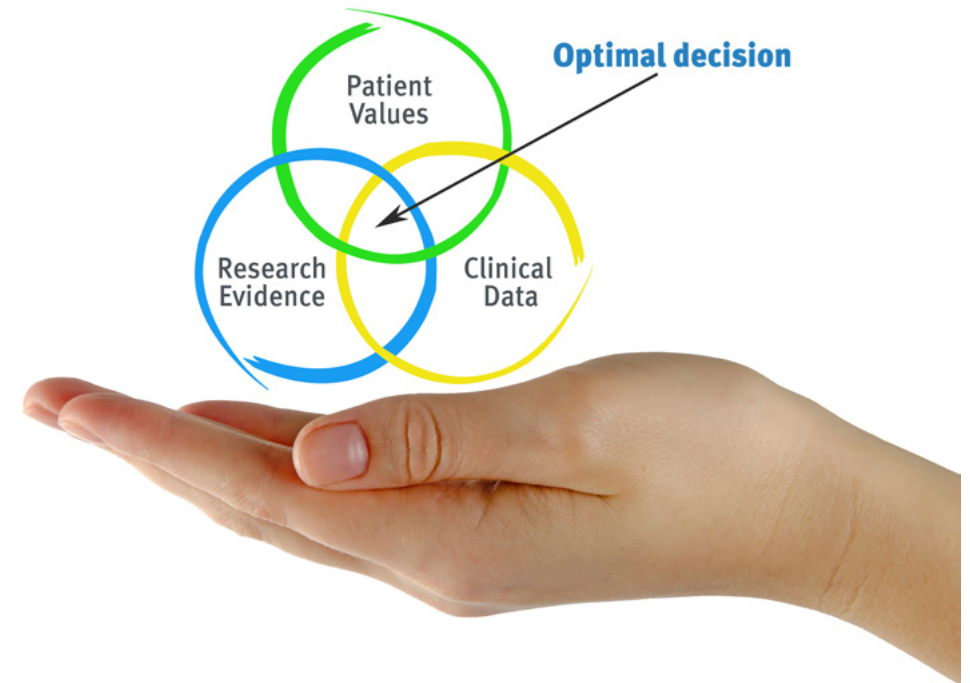 Optimal decision
Patient
Values
Research
Evidence
Clinical
Data